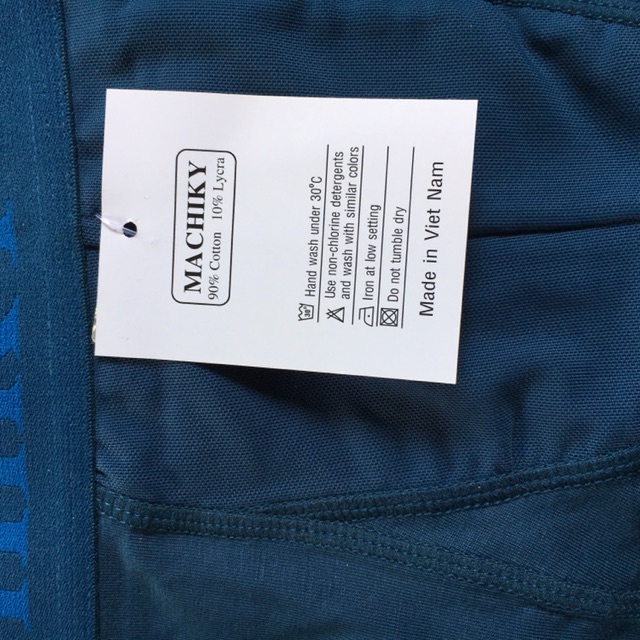 MACHIKY
90% Cotton 10% Lycra
Hand wash under 30°C
Use non-chlorine detergents
and wash with similar colors
Iron at low setting
Do not tumble dry
Made in Viet Nam